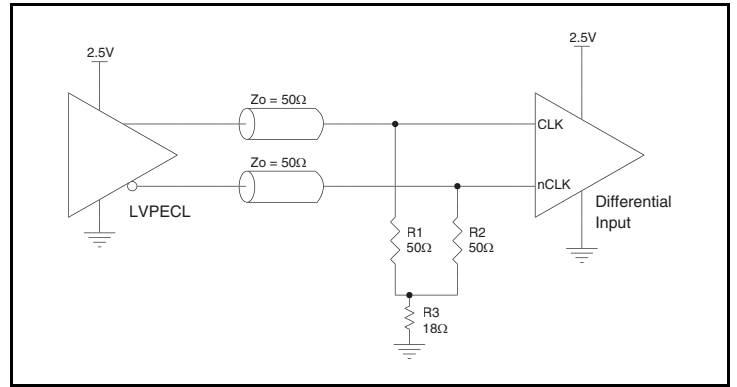 2.5V
2.5V
Zo = 50Ω
CLK
Zo = 50Ω
nCLK
LVPECL
Differential
Input
R1
50Ω
R2
50Ω
R3
18Ω